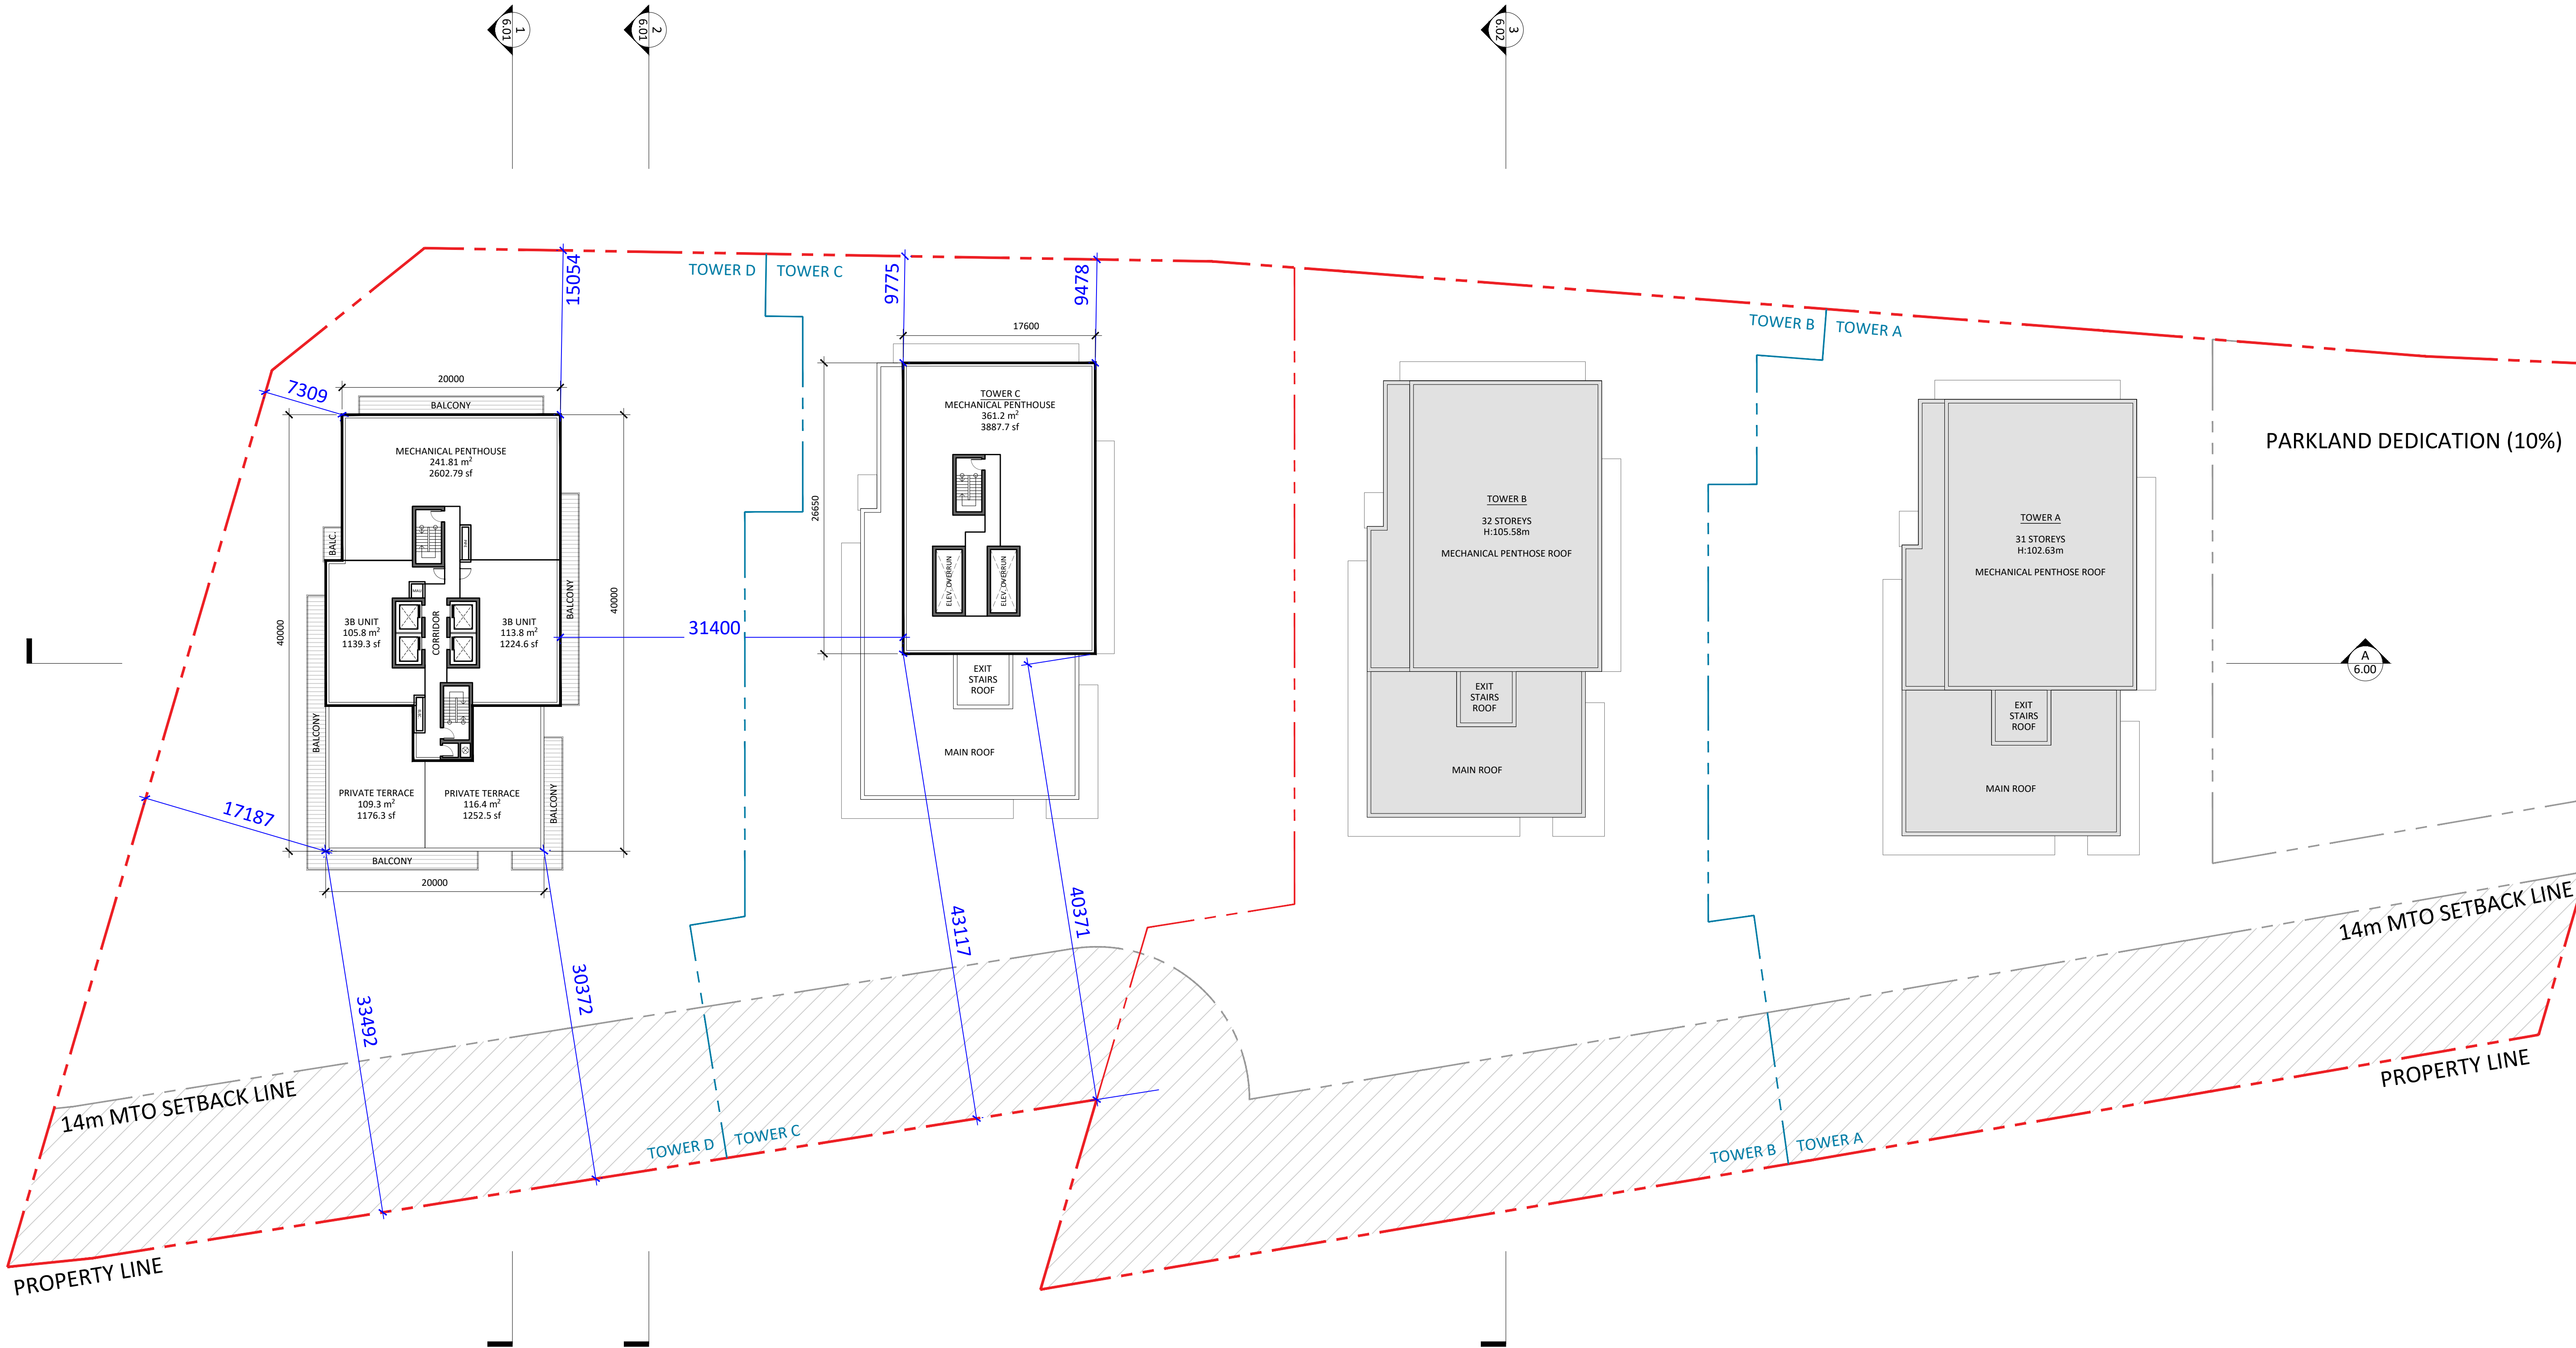 1
6.01
2
6.01
3
6.02
TOWER D
TOWER C
15054
9775
9478
17600
7309
20000
BALCONY
MECHANICAL PENTHOUSE
241.81 m²
2602.79 sf
BALC.
40000
3B UNIT
105.8 m²
1139.3 sf
CORRIDOR
3B UNIT
113.8 m²
1224.6 sf
BALCONY
40000
BALCONY
PRIVATE TERRACE
109.3 m²
1176.3 sf
PRIVATE TERRACE
116.4 m²
1252.5 sf
BALCONY
BALCONY
20000
17187
33492
30372
31400
26650
TOWER C
MECHANICAL PENTHOUSE
361.2 m²
3887.7 sf
ELEV. OVERRUN
ELEV. OVERRUN
EXIT
STAIRS
ROOF
MAIN ROOF
43117
40371
TOWER B
TOWER A
TOWER B
32 STOREYS
H:105.58m
MECHANICAL PENTHOSE ROOF
EXIT
STAIRS
ROOF
MAIN ROOF
TOWER A
31 STOREYS
H:102.63m
MECHANICAL PENTHOSE ROOF
EXIT
STAIRS
ROOF
MAIN ROOF
PARKLAND DEDICATION (10%)
A
6.00
14m MTO SETBACK LINE
PROPERTY LINE
14m MTO SETBACK LINE
PROPERTY LINE
TOWER D
TOWER C
TOWER B
TOWER A